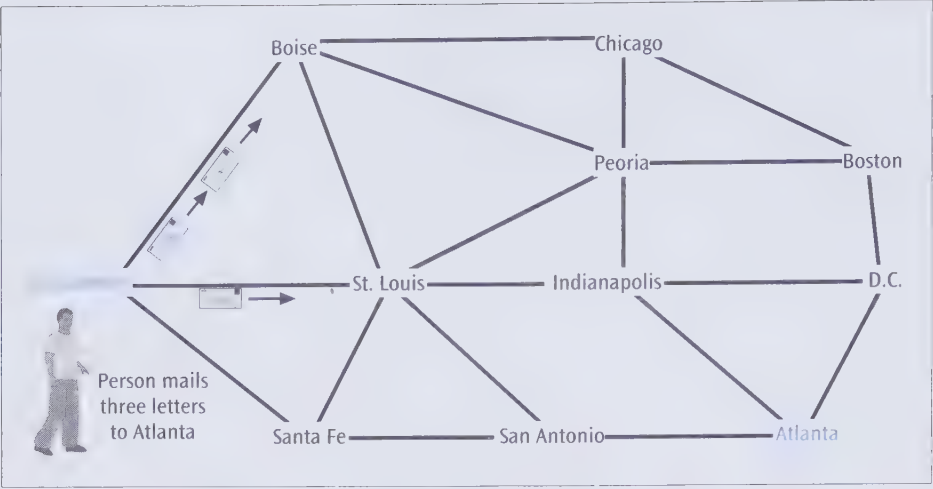 Boise
Chicago
Peoria
Boston
St. Louis
Indianapolis
D.C.
Person mails
three letters
to Atlanta
Santa Fe
San Antonio
Atlanta